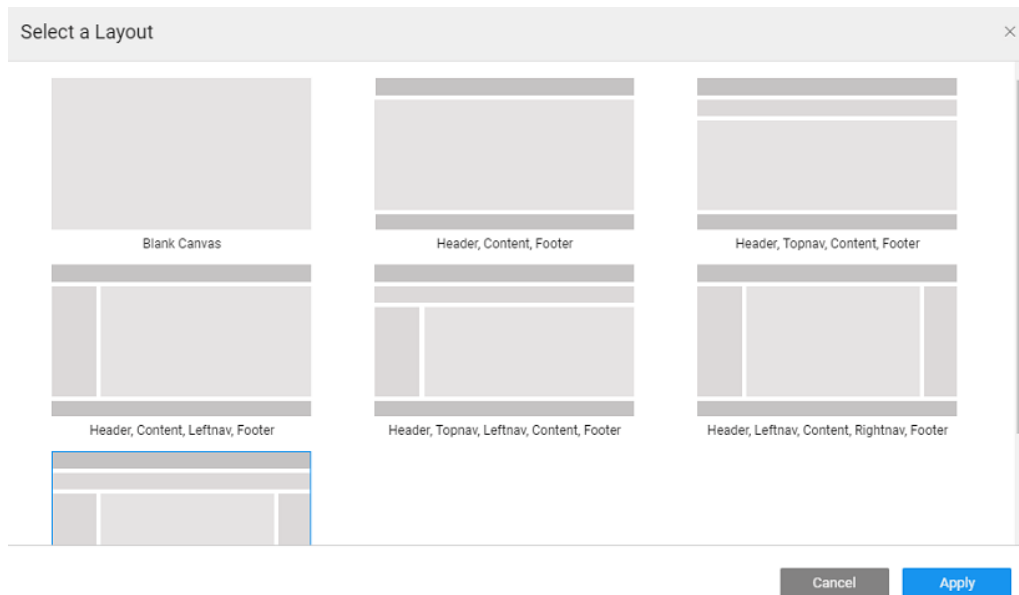 Select a Layout
×
Blank Canvas
Header, Content, Footer
Header, Topnav, Content, Footer
Header, Content, Leftnav, Footer
Header, Topnav, Leftnav, Content, Footer
Header, Leftnav, Content, Rightnav, Footer
Cancel
Apply